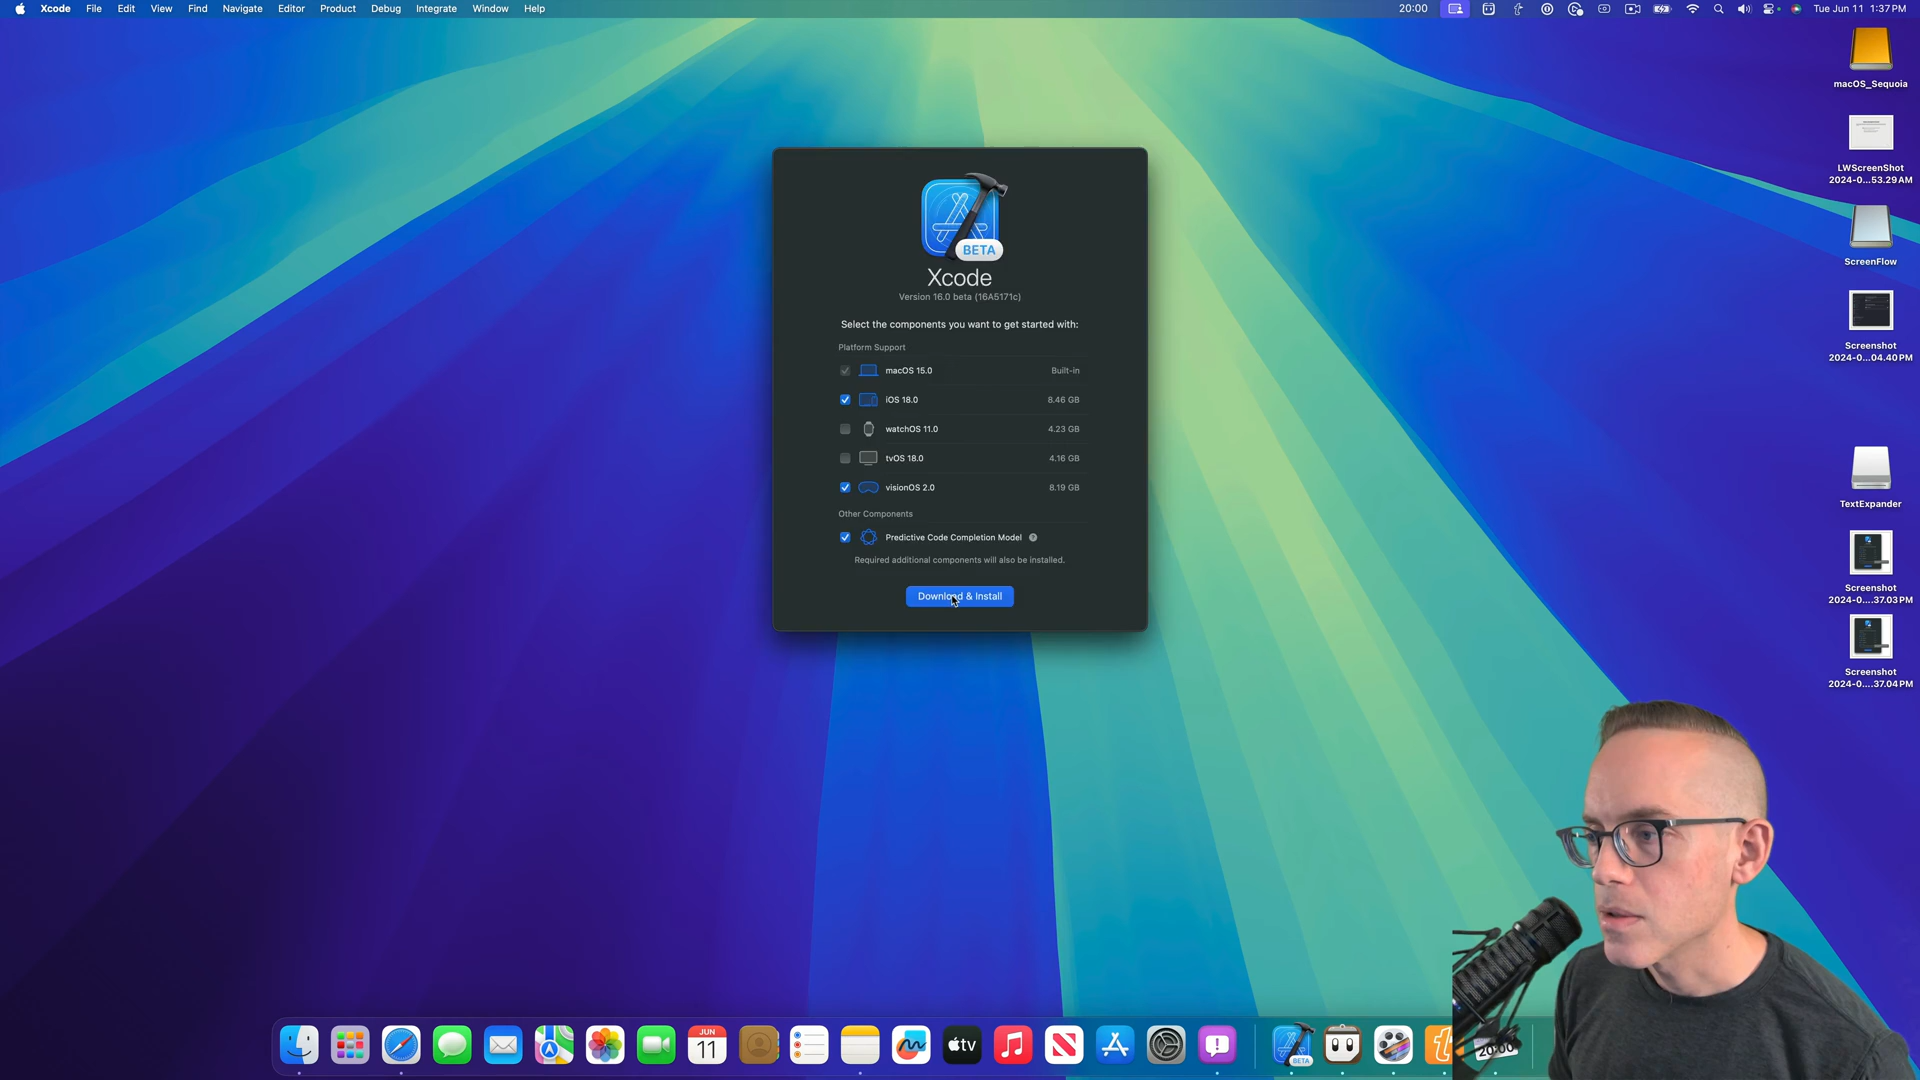 Xcode File Edit View Find Navigate Editor Product Debug Integrate Window Help 20:00 Tue Jun 11 1:37 PM
macOS_Sequoia
LWScreenShot
2024-0...53.29 AM
ScreenFlow
Screenshot
2024-0....04.40 PM
TextExpander
Screenshot
2024-0....37.03 PM
Screenshot
2024-0....37.04 PM
BETA
Xcode
Version 16.0 beta (16A5171c)
Select the components you want to get started with:
Platform Support
macOS 15.0 Built-in
iOS 18.0 8.46 GB
watchOS 11.0 4.23 GB
tvOS 18.0 4.16 GB
visionOS 2.0 8.19 GB
Other Components
Predictive Code Completion Model ?
Required additional components will also be installed.
Download & Install
JUN
11
tv
BETA
20:00